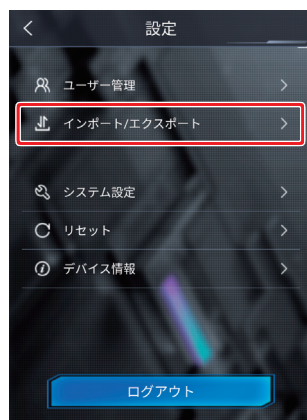 設定
ユーザー管理
インポート/エクスポート
システム設定
リセット
デバイス情報
ログアウト